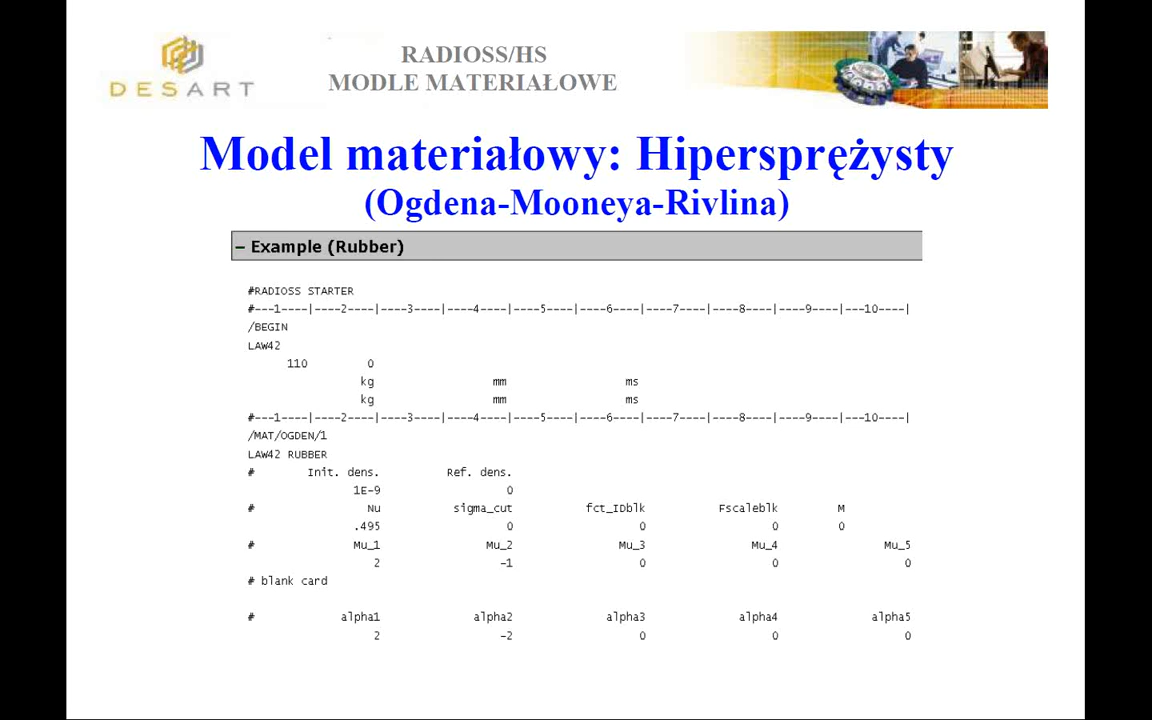 DESART
RADIOSS/HS
MODLE MATERIAŁOWE
Model materiałowy: Hipersprężysty
(Ogdena-Mooneya-Rivlina)
− Example (Rubber)
#RADIOSS STARTER
#---1----|----2----|----3----|----4----|----5----|----6----|----7----|----8----|----9----|---10----|
/BEGIN
LAW42
110 0
kg mm ms
kg mm ms
#---1----|----2----|----3----|----4----|----5----|----6----|----7----|----8----|----9----|---10----|
/MAT/OGDEN/1
LAW42 RUBBER
# Init. dens. Ref. dens.
1E-9 0
# Nu sigma_cut fct_IDblk Fscaleblk M
.495 0 0 0 0
# Mu_1 Mu_2 Mu_3 Mu_4 Mu_5
2 -1 0 0 0
# blank card
# alpha1 alpha2 alpha3 alpha4 alpha5
2 -2 0 0 0